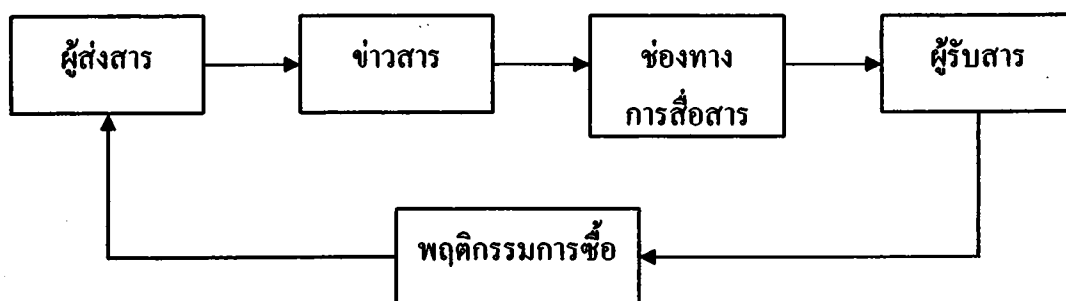 ผู้ส่งสาร
ข่าวสาร
ช่องทาง
การสื่อสาร
ผู้รับสาร
พฤติกรรมการซื้อ